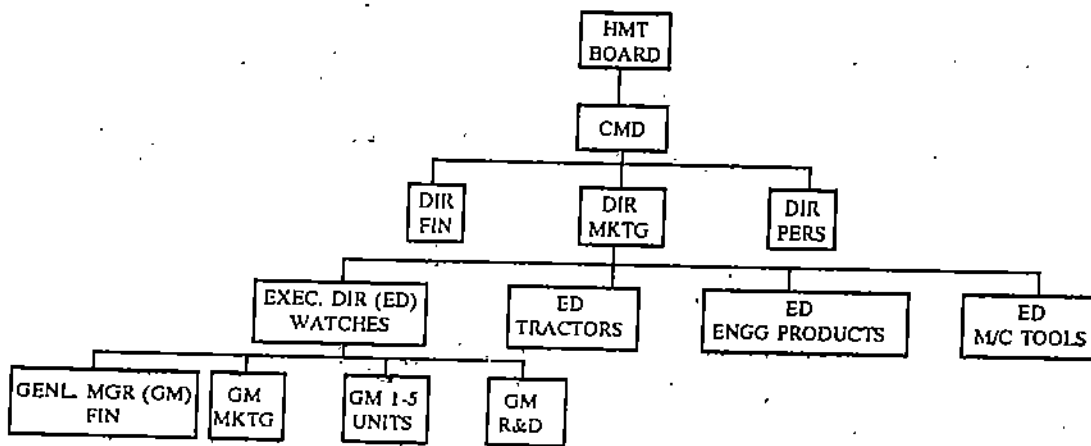 HMT
BOARD
CMD
DIR
FIN
DIR
MKTG
DIR
PERS
EXEC. DIR (ED)
WATCHES
ED
TRACTORS
ED
ENGG PRODUCTS
ED
M/C TOOLS
GENL. MGR (GM)
FIN
GM
MKTG
GM 1-5
UNITS
GM
R&D